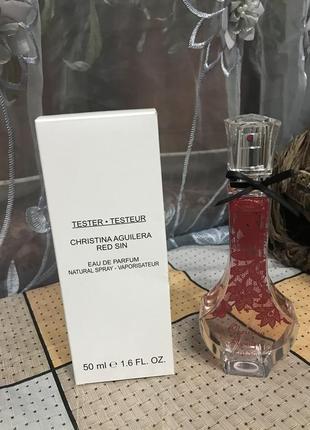 TESTER • TESTEUR
CHRISTINA AGUILERA
RED SIN
EAU DE PARFUM
NATURAL SPRAY - VAPORISATEUR
50 ml ℮ 1.6 FL. OZ.